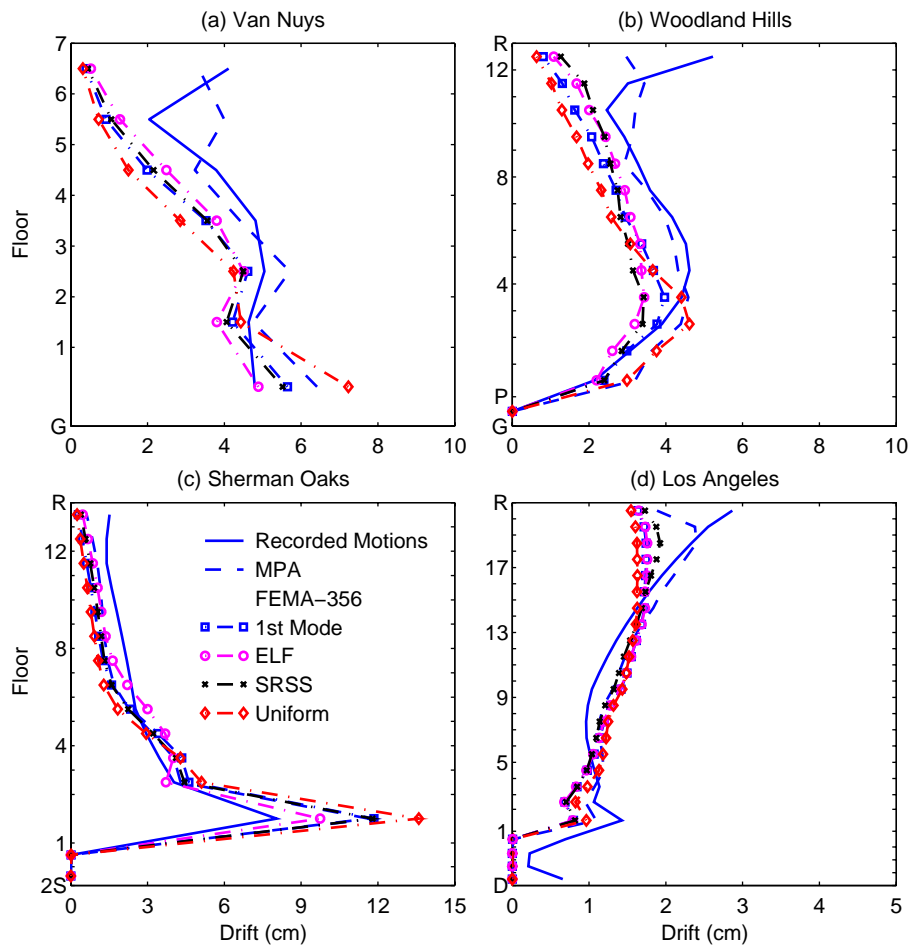 (a) Van Nuys
7
6
5
4
3
2
1
G
Floor
0 2 4 6 8 10
(b) Woodland Hills
R
12
8
4
P
G
0 2 4 6 8 10
(c) Sherman Oaks
R
12
8
4
1
2S
Floor
0 3 6 9 12 15
Drift (cm)
Recorded Motions
MPA
FEMA−356
1st Mode
ELF
SRSS
Uniform
(d) Los Angeles
R
17
13
9
5
1
D
0 1 2 3 4 5
Drift (cm)